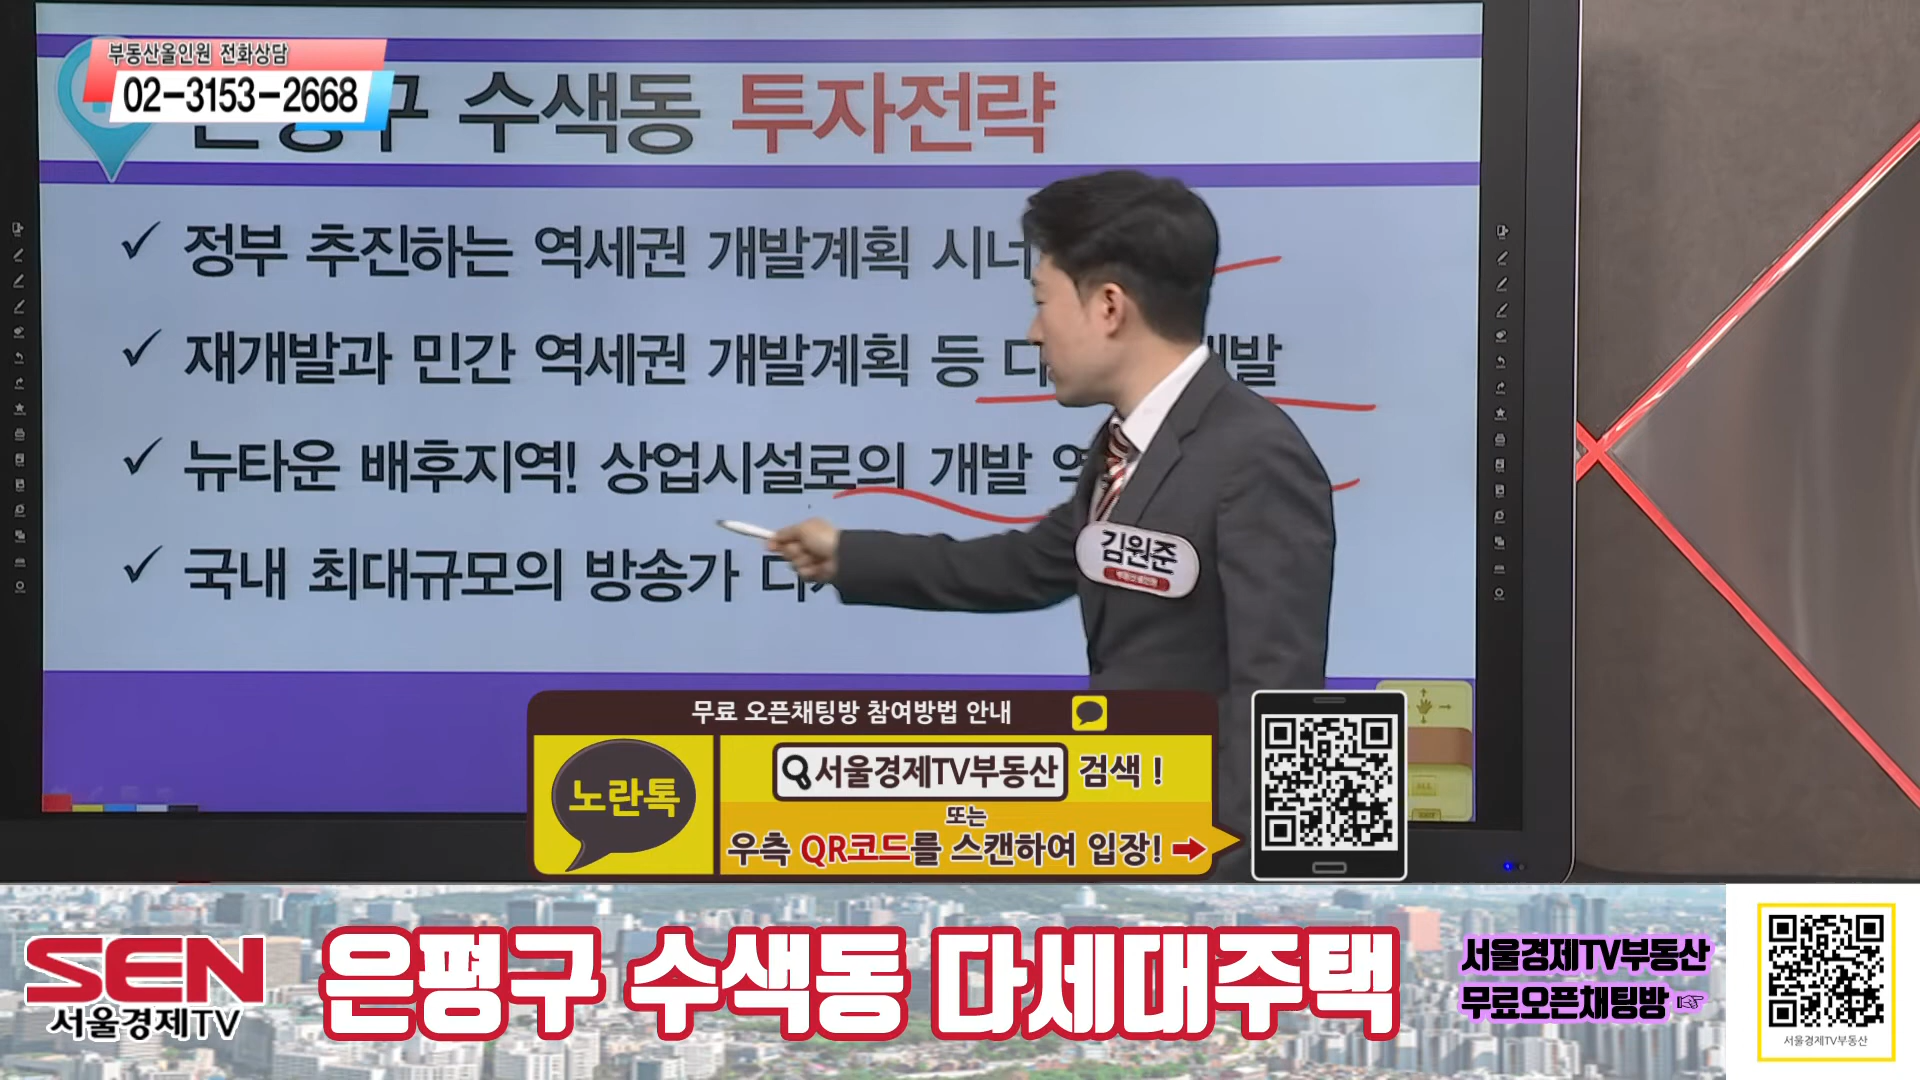 부동산올인원 전화상담
02-3153-2668
수색동 투자전략
✓ 정부 추진하는 역세권 개발계획
✓ 재개발과 민간 역세권 개발계획 등
✓ 뉴타운 배후지역! 상업시설로의 개발
✓ 국내 최대규모의 방송가
김원준
무료 오픈채팅방 참여방법 안내
노란톡
서울경제TV부동산 검색 !
또는
우측 QR코드를 스캔하여 입장!
SEN
서울경제TV
은평구 수색동 다세대주택
서울경제TV부동산
무료오픈채팅방 ☞
서울경제TV부동산